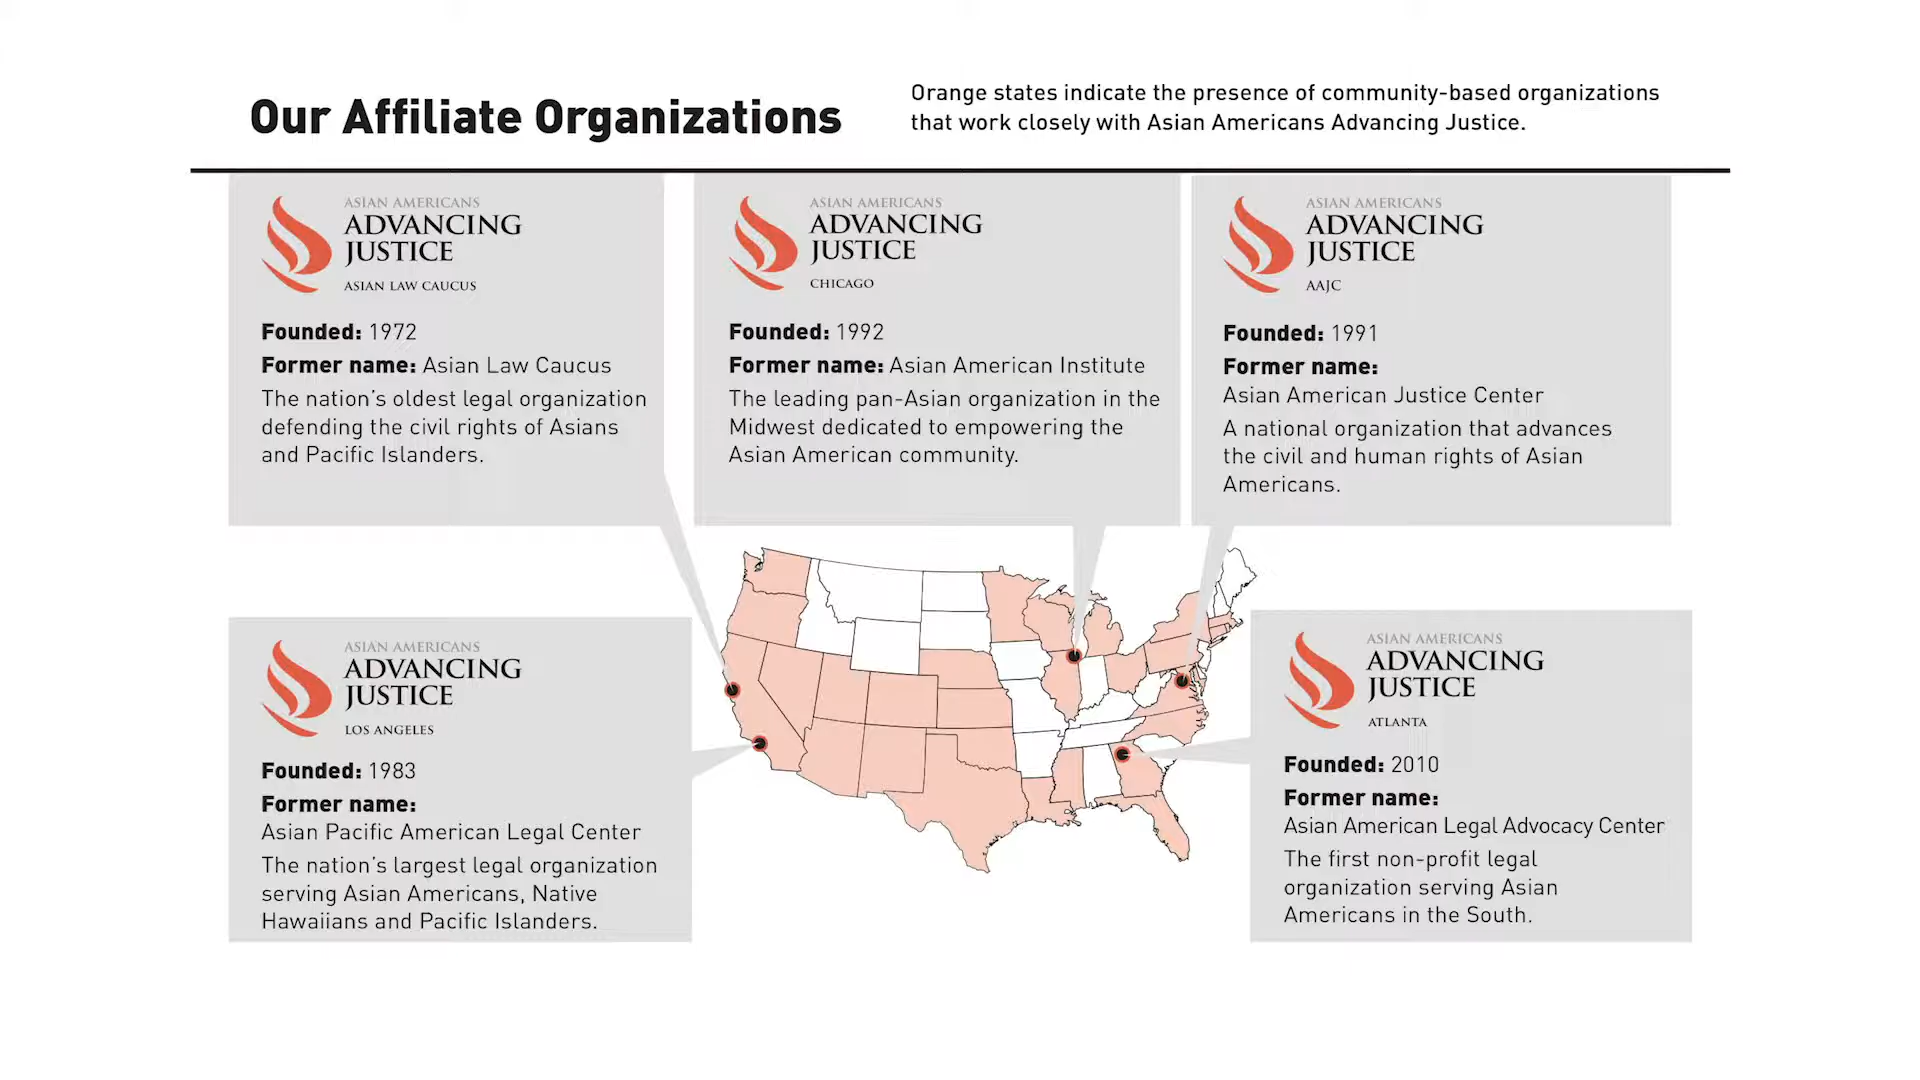 Our Affiliate Organizations
Orange states indicate the presence of community-based organizations
that work closely with Asian Americans Advancing Justice.
ASIAN AMERICANS
ADVANCING
JUSTICE
ASIAN LAW CAUCUS
Founded: 1972
Former name: Asian Law Caucus
The nation's oldest legal organization
defending the civil rights of Asians
and Pacific Islanders.
ASIAN AMERICANS
ADVANCING
JUSTICE
CHICAGO
Founded: 1992
Former name: Asian American Institute
The leading pan-Asian organization in the
Midwest dedicated to empowering the
Asian American community.
ASIAN AMERICANS
ADVANCING
JUSTICE
AAJC
Founded: 1991
Former name:
Asian American Justice Center
A national organization that advances
the civil and human rights of Asian
Americans.
ASIAN AMERICANS
ADVANCING
JUSTICE
LOS ANGELES
Founded: 1983
Former name:
Asian Pacific American Legal Center
The nation's largest legal organization
serving Asian Americans, Native
Hawaiians and Pacific Islanders.
ASIAN AMERICANS
ADVANCING
JUSTICE
ATLANTA
Founded: 2010
Former name:
Asian American Legal Advocacy Center
The first non-profit legal
organization serving Asian
Americans in the South.